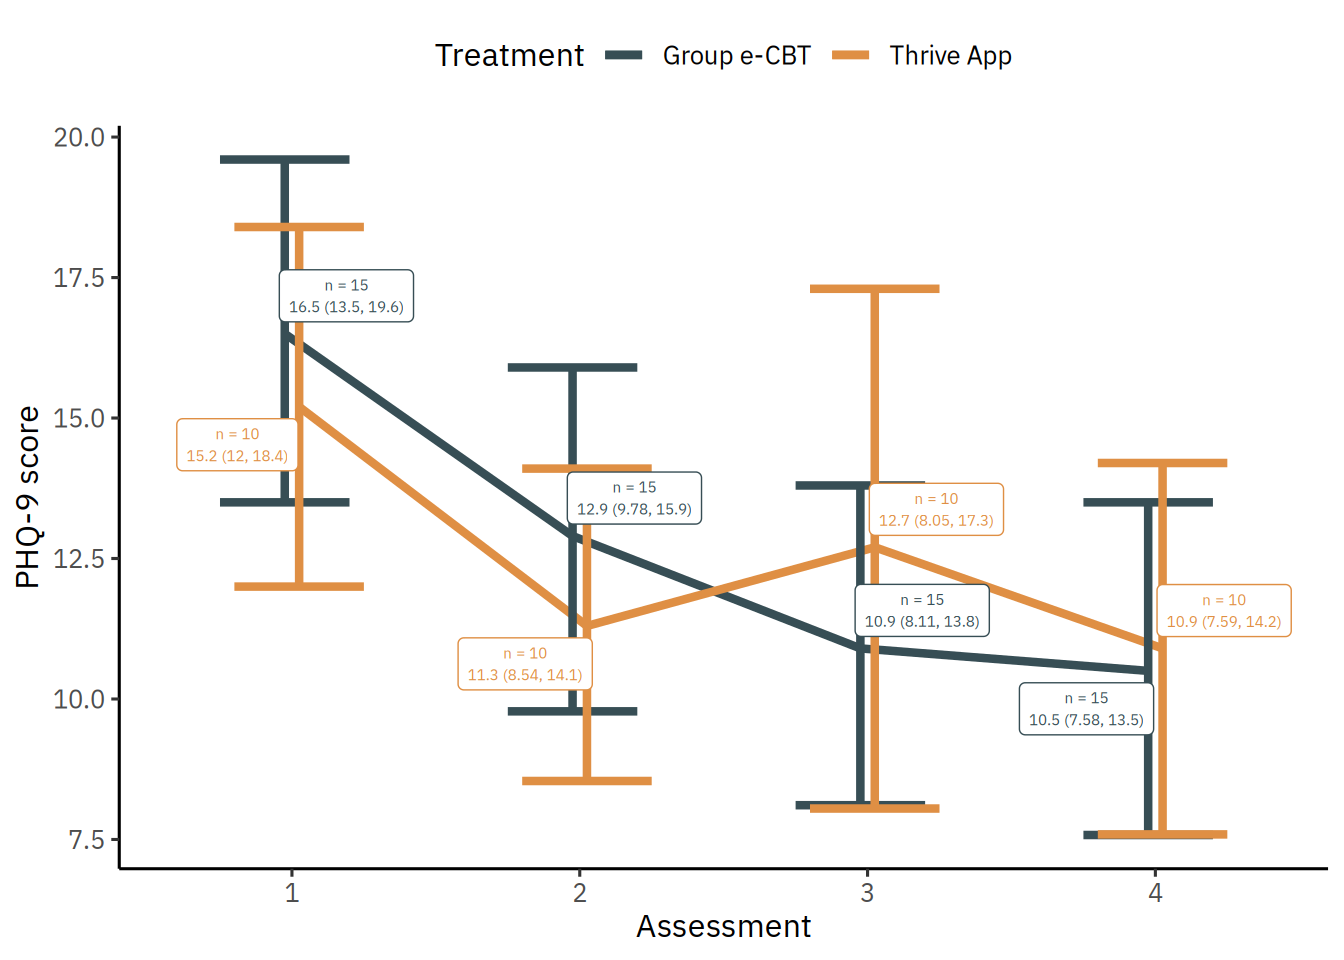 Treatment Group e-CBT Thrive App
20.0
17.5
15.0
12.5
10.0
7.5
PHQ-9 score
n = 15
16.5 (13.5, 19.6)
n = 10
15.2 (12, 18.4)
n = 15
12.9 (9.78, 15.9)
n = 10
11.3 (8.54, 14.1)
n = 10
12.7 (8.05, 17.3)
n = 15
10.9 (8.11, 13.8)
n = 10
10.9 (7.59, 14.2)
n = 15
10.5 (7.58, 13.5)
1 2 3 4
Assessment